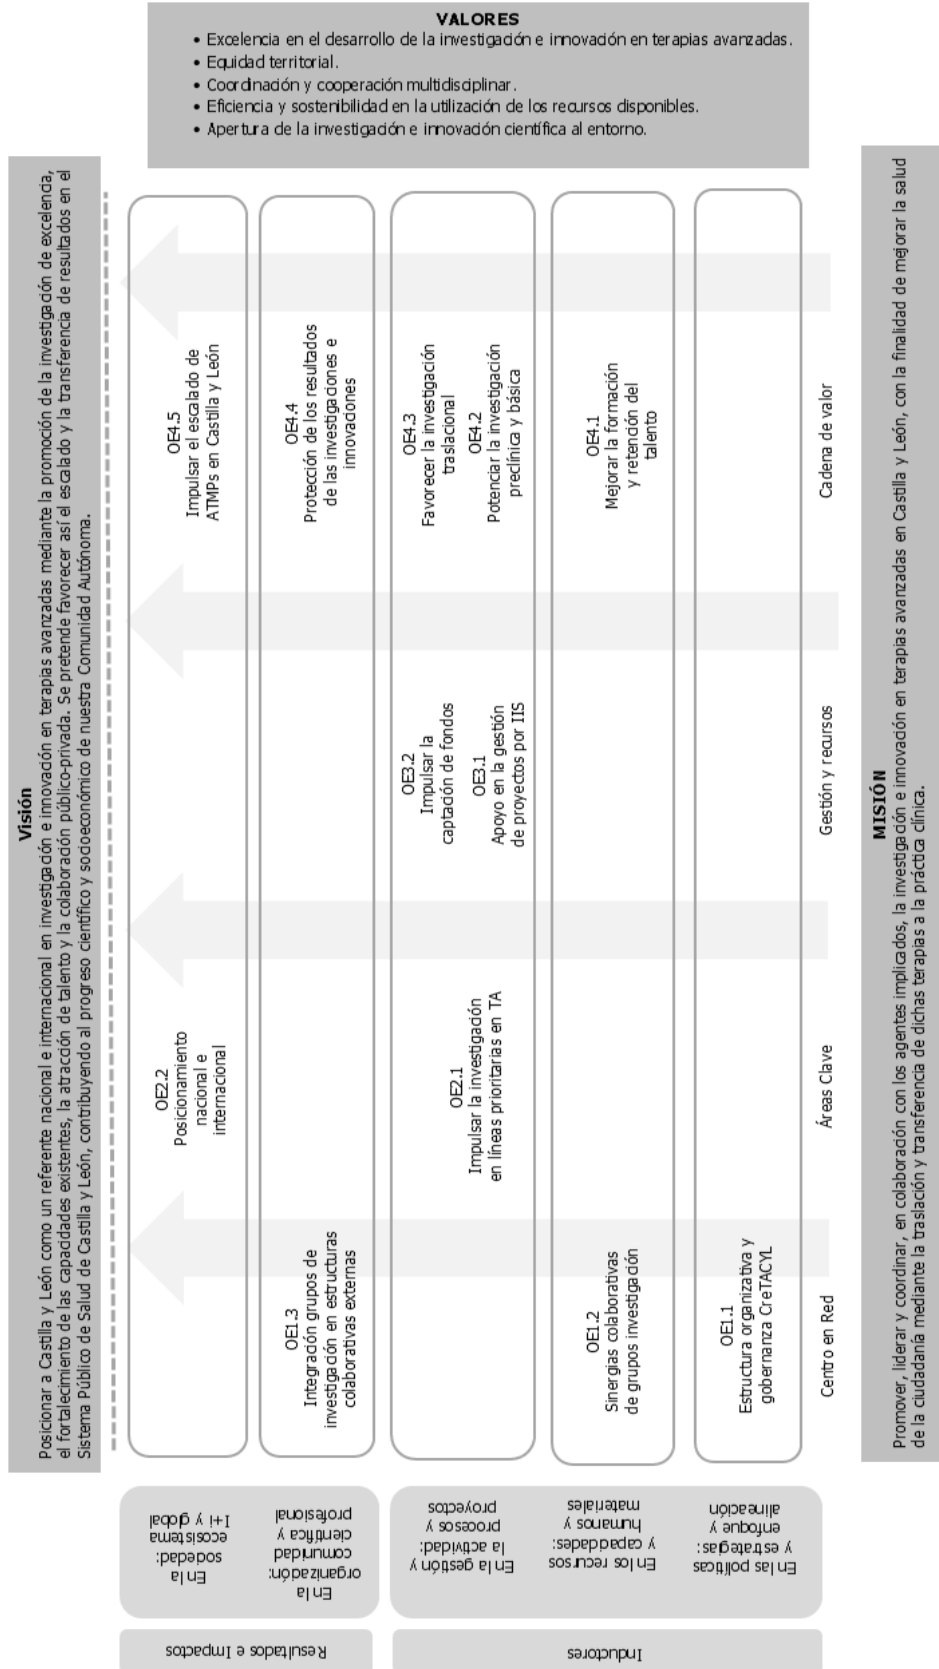 VALORES
• Excelencia en el desarrollo de la investigación e innovación en terapias avanzadas.
• Equidad territorial.
• Coordinación y cooperación multidisciplinar.
• Eficiencia y sostenibilidad en la utilización de los recursos disponibles.
• Apertura de la investigación e innovación científica al entorno.
Visión
Posicionar a Castilla y León como un referente nacional e internacional en investigación e innovación en terapias avanzadas mediante la promoción de la investigación de excelencia,
el fortalecimiento de las capacidades existentes, la atracción de talento y la colaboración público-privada. Se pretende favorecer así el escalado y la transferencia de resultados en el
Sistema Público de Salud de Castilla y León, contribuyendo al progreso científico y socioeconómico de nuestra Comunidad Autónoma.
Resultados e Impactos
En la
sociedad:
ecosistema
I+i y global
OE2.2
Posicionamiento
nacional e
internacional
OE4.5
Impulsar el escalado de
ATMPs en Castilla y León
En la
organización:
comunidad
científica y
profesional
OE1.3
Integración grupos de
investigación en estructuras
colaborativas externas
OE4.4
Protección de los resultados
de las investigaciones e
innovaciones
Inductores
En la gestión y
la actividad:
procesos y
proyectos
OE2.1
Impulsar la investigación
en líneas prioritarias en TA
OE3.2
Impulsar la
captación de fondos
OE3.1
Apoyo en la gestión
de proyectos por IIS
OE4.3
Favorecer la investigación
traslacional
OE4.2
Potenciar la investigación
preclínica y básica
En los recursos
y capacidades:
humanos y
materiales
OE1.2
Sinergias colaborativas
de grupos investigación
OE4.1
Mejorar la formación
y retención del
talento
En las políticas
y estrategias:
enfoque y
alineación
OE1.1
Estructura organizativa y
gobernanza CreTACYL
Centro en Red
Áreas Clave
Gestión y recursos
Cadena de valor
MISIÓN
Promover, liderar y coordinar, en colaboración con los agentes implicados, la investigación e innovación en terapias avanzadas en Castilla y León, con la finalidad de mejorar la salud
de la ciudadanía mediante la traslación y transferencia de dichas terapias a la práctica clínica.